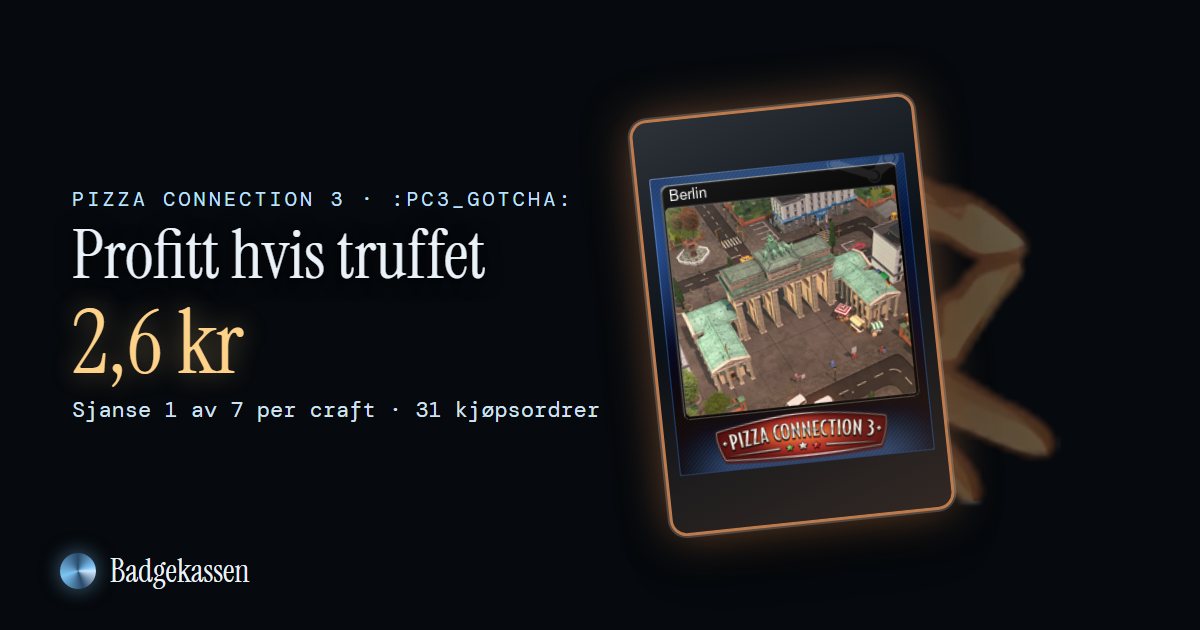 PIZZA CONNECTION 3 · :PC3_GOTCHA:
Profitt hvis truffet
2,6 kr
Sjanse 1 av 7 per craft · 31 kjøpsordrer
Badgekassen
Berlin
PIZZA CONNECTION 3